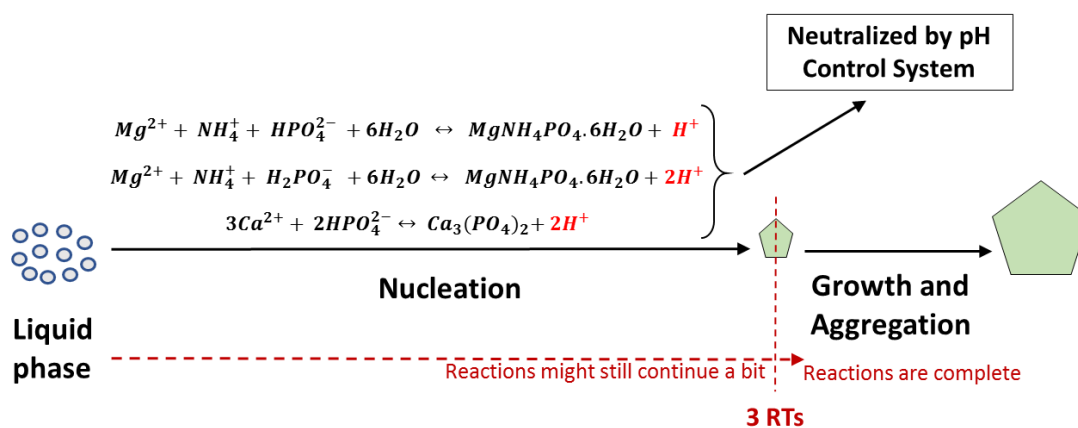 Neutralized by pH
Control System
Mg²⁺ + NH₄⁺ + HPO₄²⁻ + 6H₂O ↔ MgNH₄PO₄.6H₂O + H⁺
Mg²⁺ + NH₄⁺ + H₂PO₄⁻ + 6H₂O ↔ MgNH₄PO₄.6H₂O + 2H⁺
3Ca²⁺ + 2HPO₄²⁻ ↔ Ca₃(PO₄)₂ + 2H⁺
Nucleation
Growth and
Aggregation
Liquid
phase
Reactions might still continue a bit
Reactions are complete
3 RTs